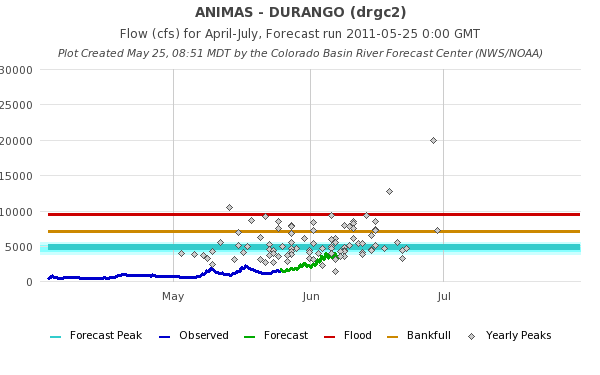 ANIMAS - DURANGO (drgc2)
Flow (cfs) for April-July, Forecast run 2011-05-25 0:00 GMT
Plot Created May 25, 08:51 MDT by the Colorado Basin River Forecast Center (NWS/NOAA)
30000
25000
20000
15000
10000
5000
0
May Jun Jul
Forecast Peak Observed Forecast Flood Bankfull Yearly Peaks